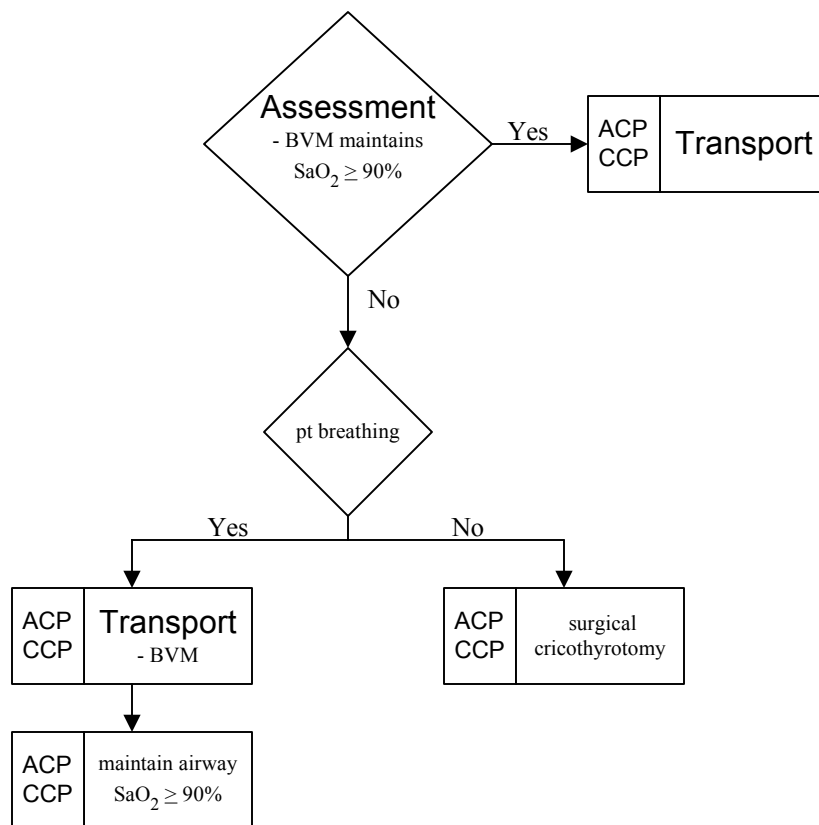 Assessment
- BVM maintains
SaO₂ ≥ 90%
Yes
ACP
CCP
Transport
No
pt breathing
Yes
No
ACP
CCP
Transport
- BVM
ACP
CCP
surgical
cricothyrotomy
ACP
CCP
maintain airway
SaO₂ ≥ 90%